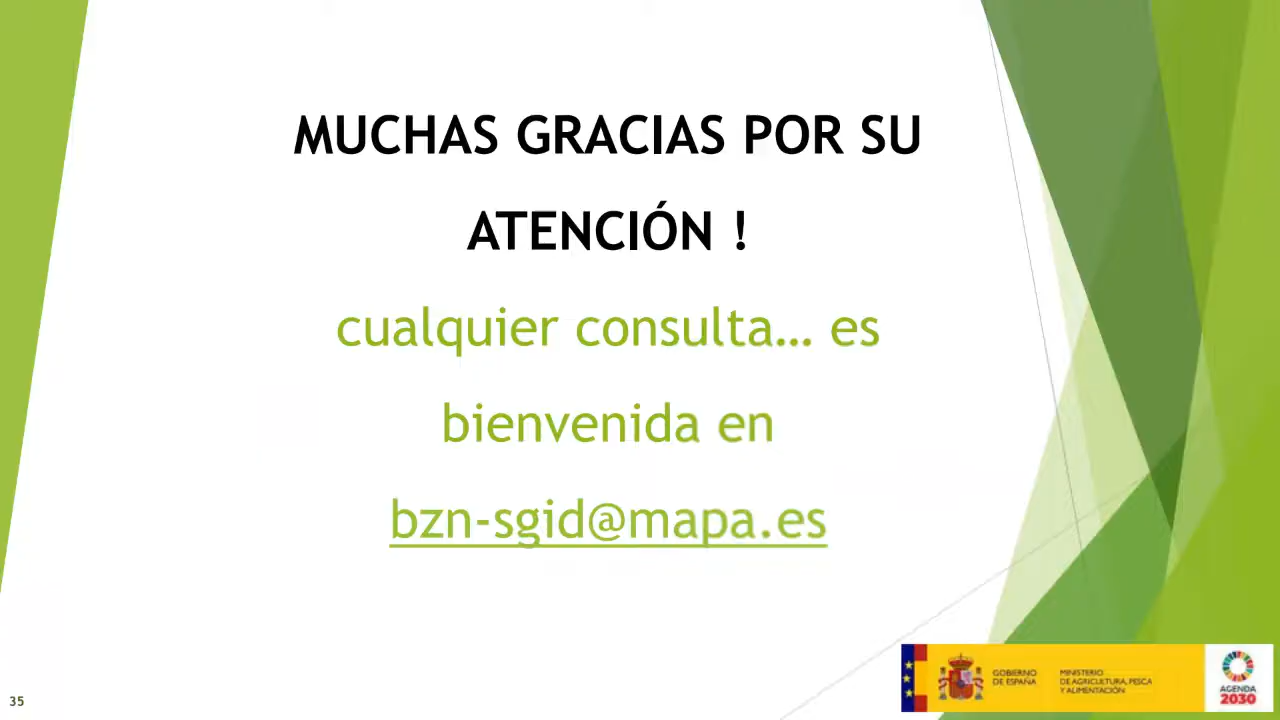 MUCHAS GRACIAS POR SU
ATENCIÓN !
cualquier consulta… es
bienvenida en
bzn-sgid@mapa.es
GOBIERNO
DE ESPAÑA
MINISTERIO
DE AGRICULTURA, PESCA
Y ALIMENTACIÓN
AGENDA
2030
35